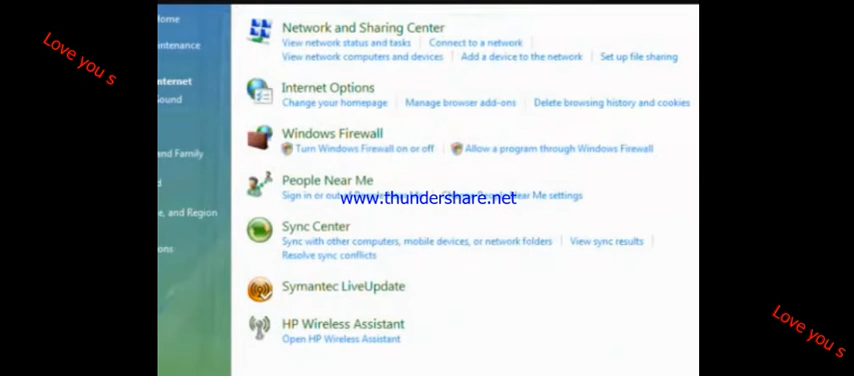 Home
Network and Sharing Center
View network status and tasks Connect to a network
View network computers and devices Add a device to the network Set up file sharing
Internet Options
Change your homepage Manage browser add-ons Delete browsing history and cookies
Windows Firewall
Turn Windows Firewall on or off Allow a program through Windows Firewall
People Near Me
Sign in or out of Near Me settings
www.thundershare.net
Sync Center
Sync with other computers, mobile devices, or network folders View sync results
Resolve sync conflicts
Symantec LiveUpdate
HP Wireless Assistant
Open HP Wireless Assistant
intenance
nternet
ound
and Family
d
e, and Region
ons
Love you s
Love you s